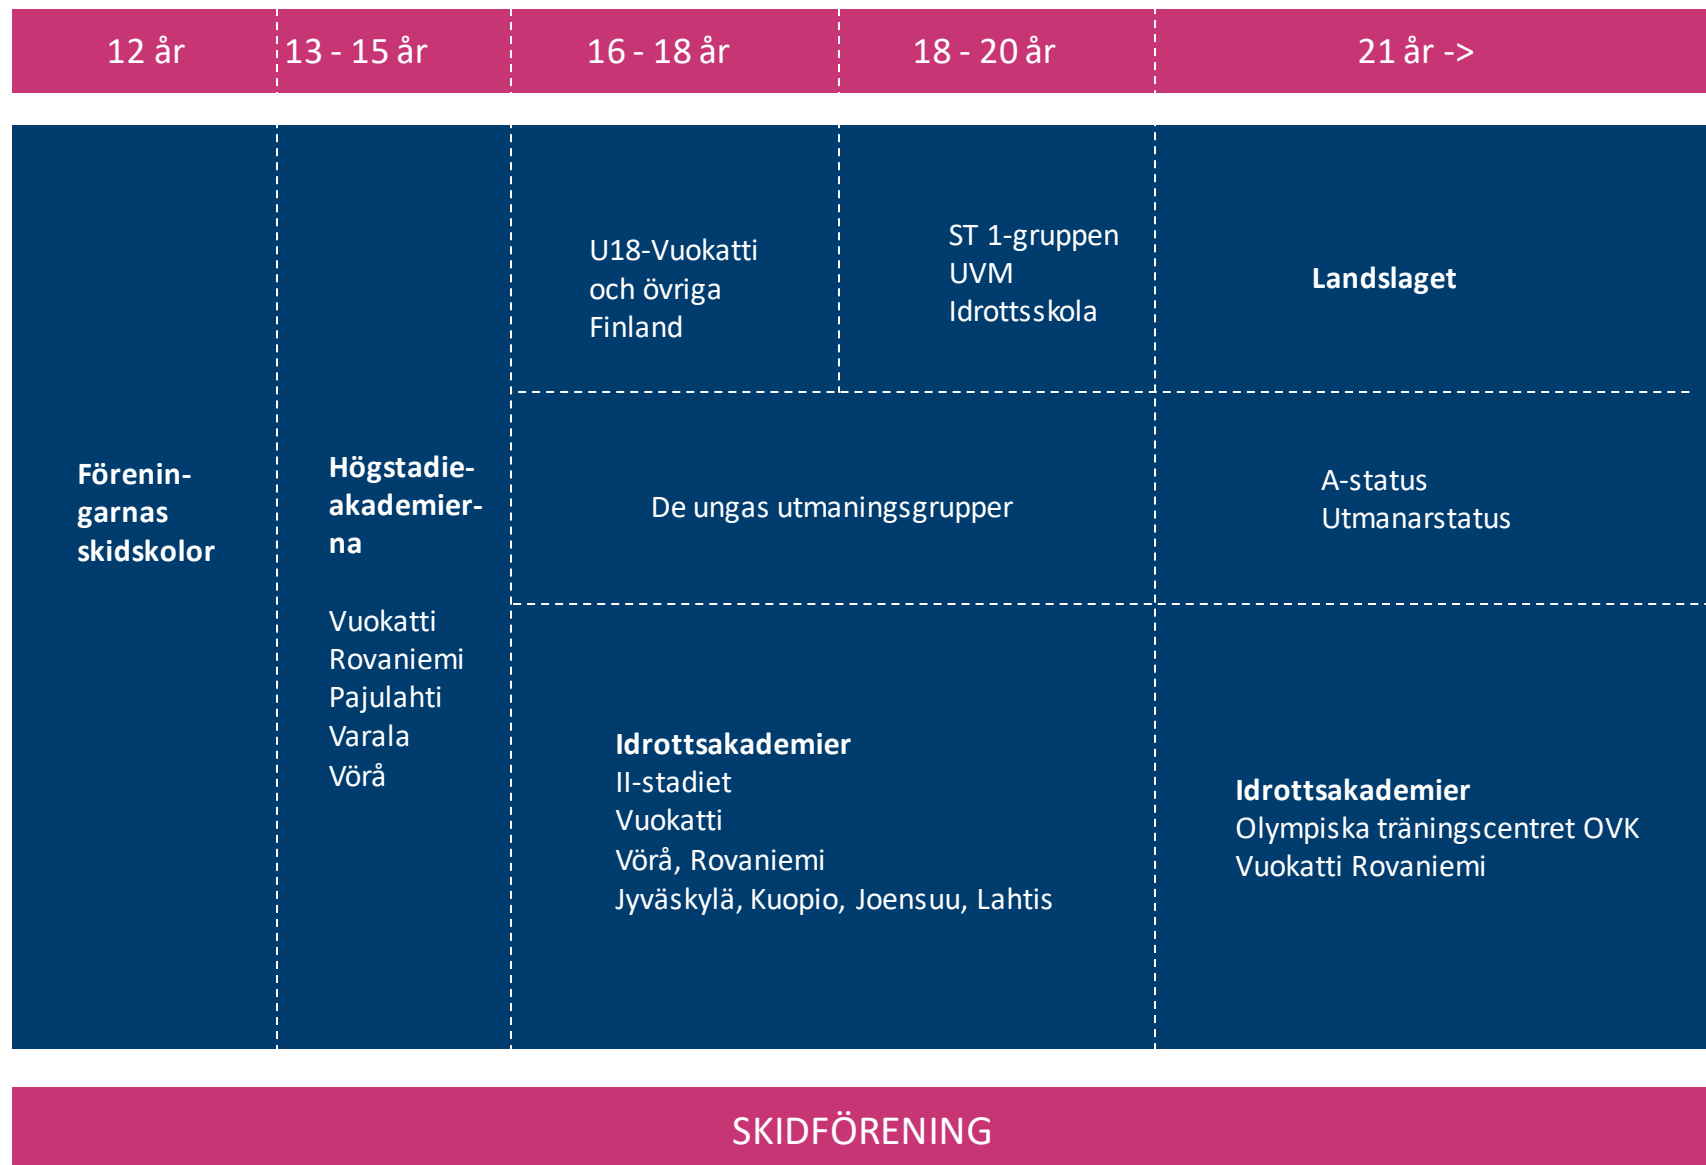 12 år
13 - 15 år
16 - 18 år
18 - 20 år
21 år ->
Förenin-
garnas
skidskolor
Högstadie-
akademier-
na
Vuokatti
Rovaniemi
Pajulahti
Varala
Vörå
U18-Vuokatti
och övriga
Finland
ST 1-gruppen
UVM
Idrottsskola
Landslaget
De ungas utmaningsgrupper
A-status
Utmanarstatus
Idrottsakademier
II-stadiet
Vuokatti
Vörå, Rovaniemi
Jyväskylä, Kuopio, Joensuu, Lahtis
Idrottsakademier
Olympiska träningscentret OVK
Vuokatti Rovaniemi
SKIDFÖRENING